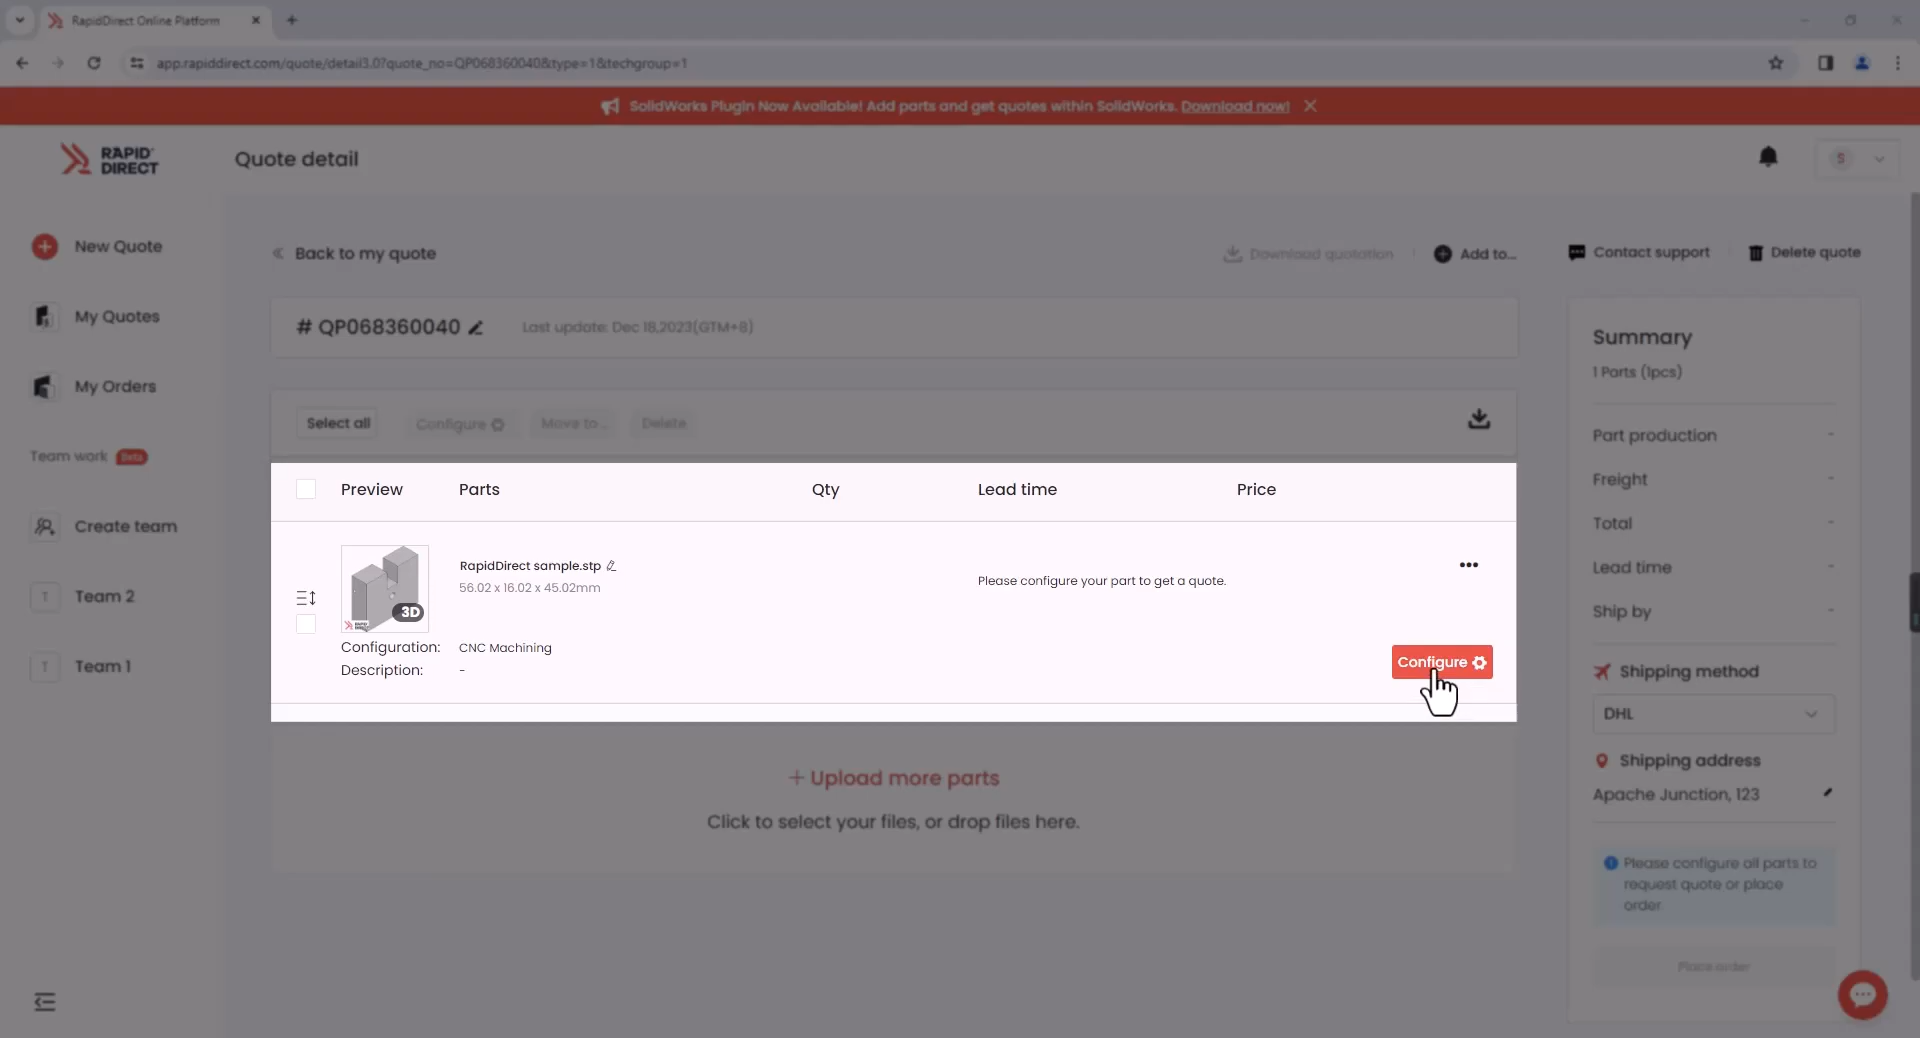 RapidDirect Online Platform
app.rapiddirect.com/quote/detail3.0?quote_no=QP068360040&type=1&techgroup=1
SolidWorks Plugin Now Available! Add parts and get quotes within SolidWorks. Download now!
RAPID DIRECT
Quote detail
S
New Quote
My Quotes
My Orders
Team work Beta
Create team
T Team 2
T Team 1
Back to my quote
Download quotation
Add to...
Contact support
Delete quote
# QP068360040
Last update: Dec 18,2023(GTM+8)
Select all
Configure
Move to...
Delete
Preview Parts Qty Lead time Price
RapidDirect sample.stp
56.02 x 16.02 x 45.02mm
Please configure your part to get a quote.
3D
Configuration: CNC Machining
Description: -
Configure
+ Upload more parts
Click to select your files, or drop files here.
Summary
1 Parts (1pcs)
Part production -
Freight -
Total -
Lead time -
Ship by -
Shipping method
DHL
Shipping address
Apache Junction, 123
Please configure all parts to
request quote or place
order.
Place order